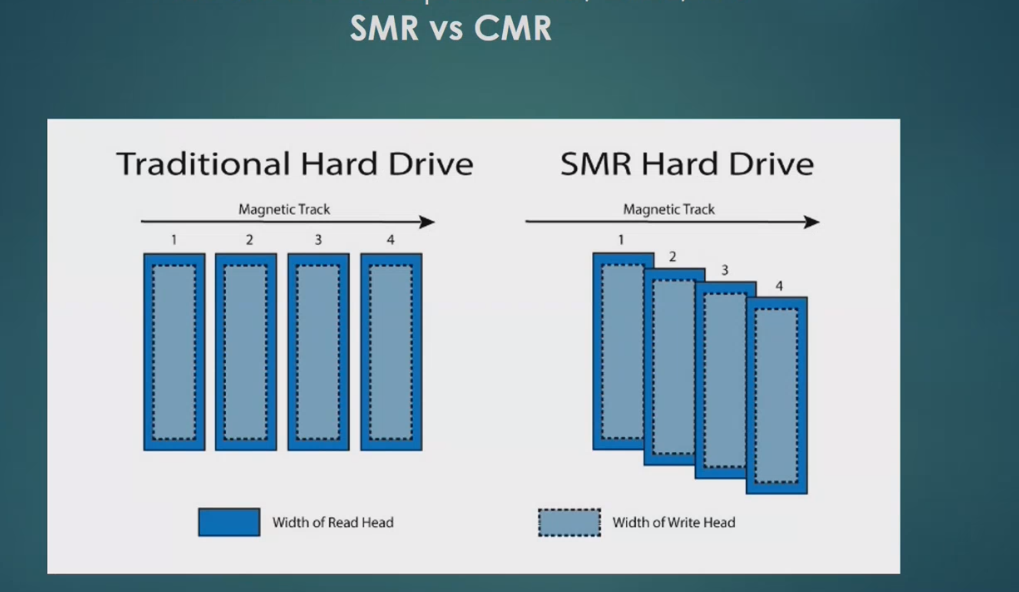 SMR vs CMR
Traditional Hard Drive
SMR Hard Drive
Magnetic Track
Magnetic Track
1
2
3
4
1
2
3
4
Width of Read Head
Width of Write Head